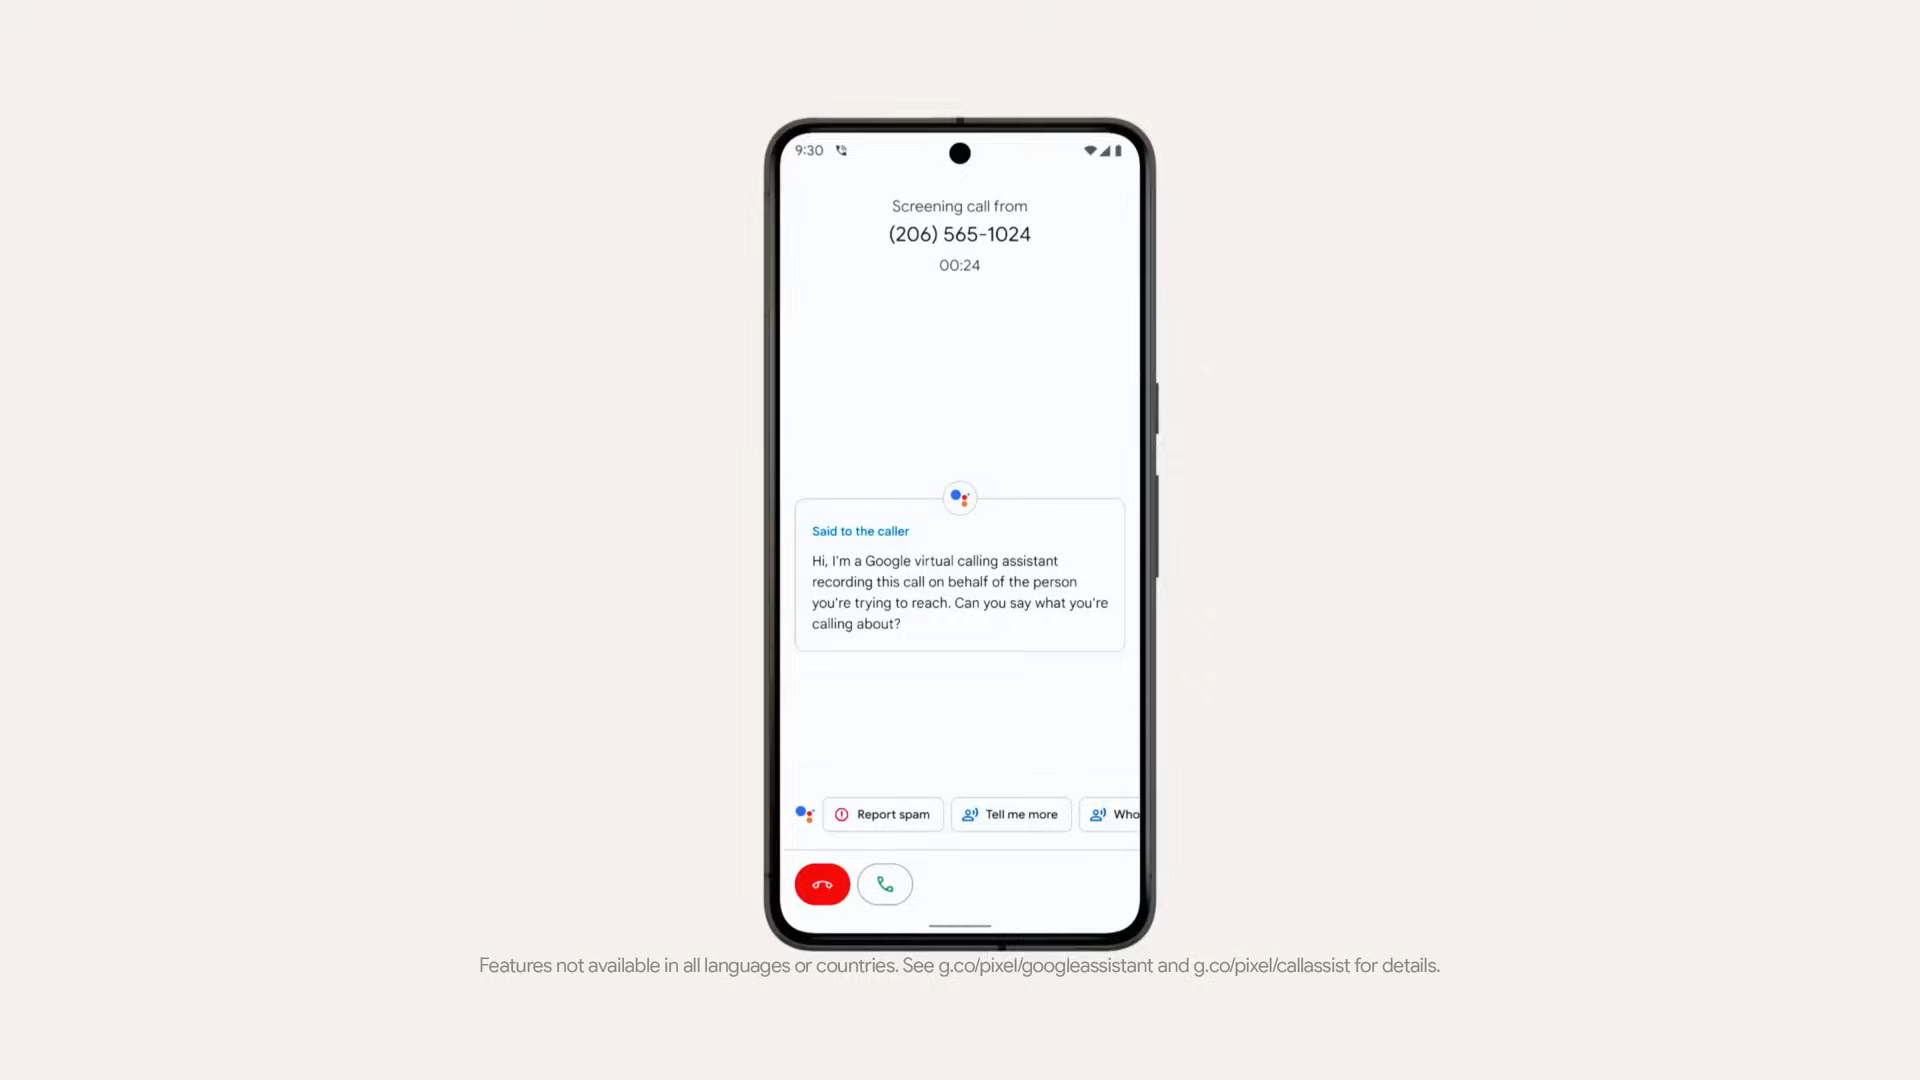 9:30
Screening call from
(206) 565-1024
00:24
Said to the caller
Hi, I'm a Google virtual calling assistant
recording this call on behalf of the person
you're trying to reach. Can you say what you're
calling about?
Report spam
Tell me more
Who
Features not available in all languages or countries. See g.co/pixel/googleassistant and g.co/pixel/callassist for details.